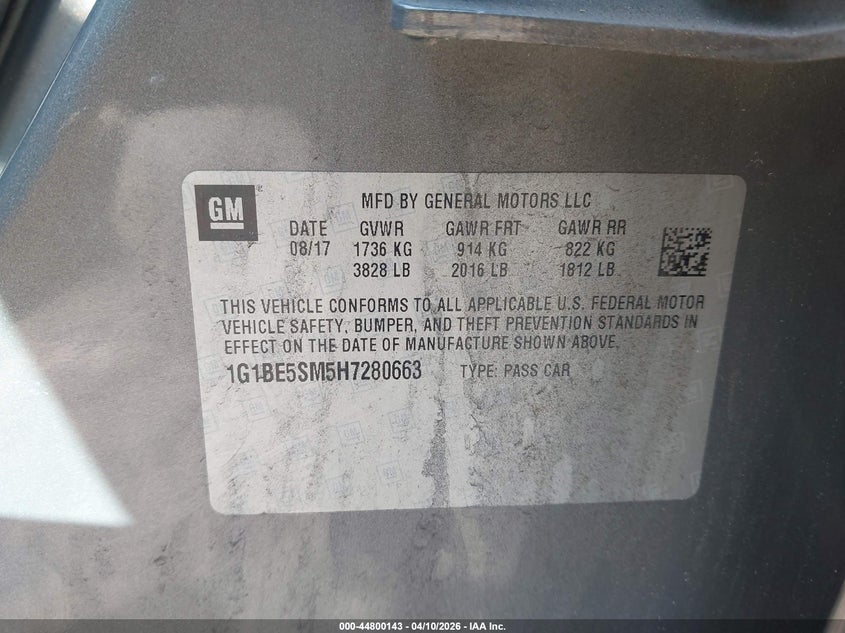 GM
MFD BY GENERAL MOTORS LLC
DATE GVWR GAWR FRT GAWR RR
08/17 1736 KG 914 KG 822 KG
3828 LB 2016 LB 1812 LB
THIS VEHICLE CONFORMS TO ALL APPLICABLE U.S. FEDERAL MOTOR
VEHICLE SAFETY, BUMPER, AND THEFT PREVENTION STANDARDS IN
EFFECT ON THE DATE OF MANUFACTURE SHOWN ABOVE.
1G1BE5SM5H7280663 TYPE: PASS CAR
000-44800143 - 04/10/2026 - IAA Inc.